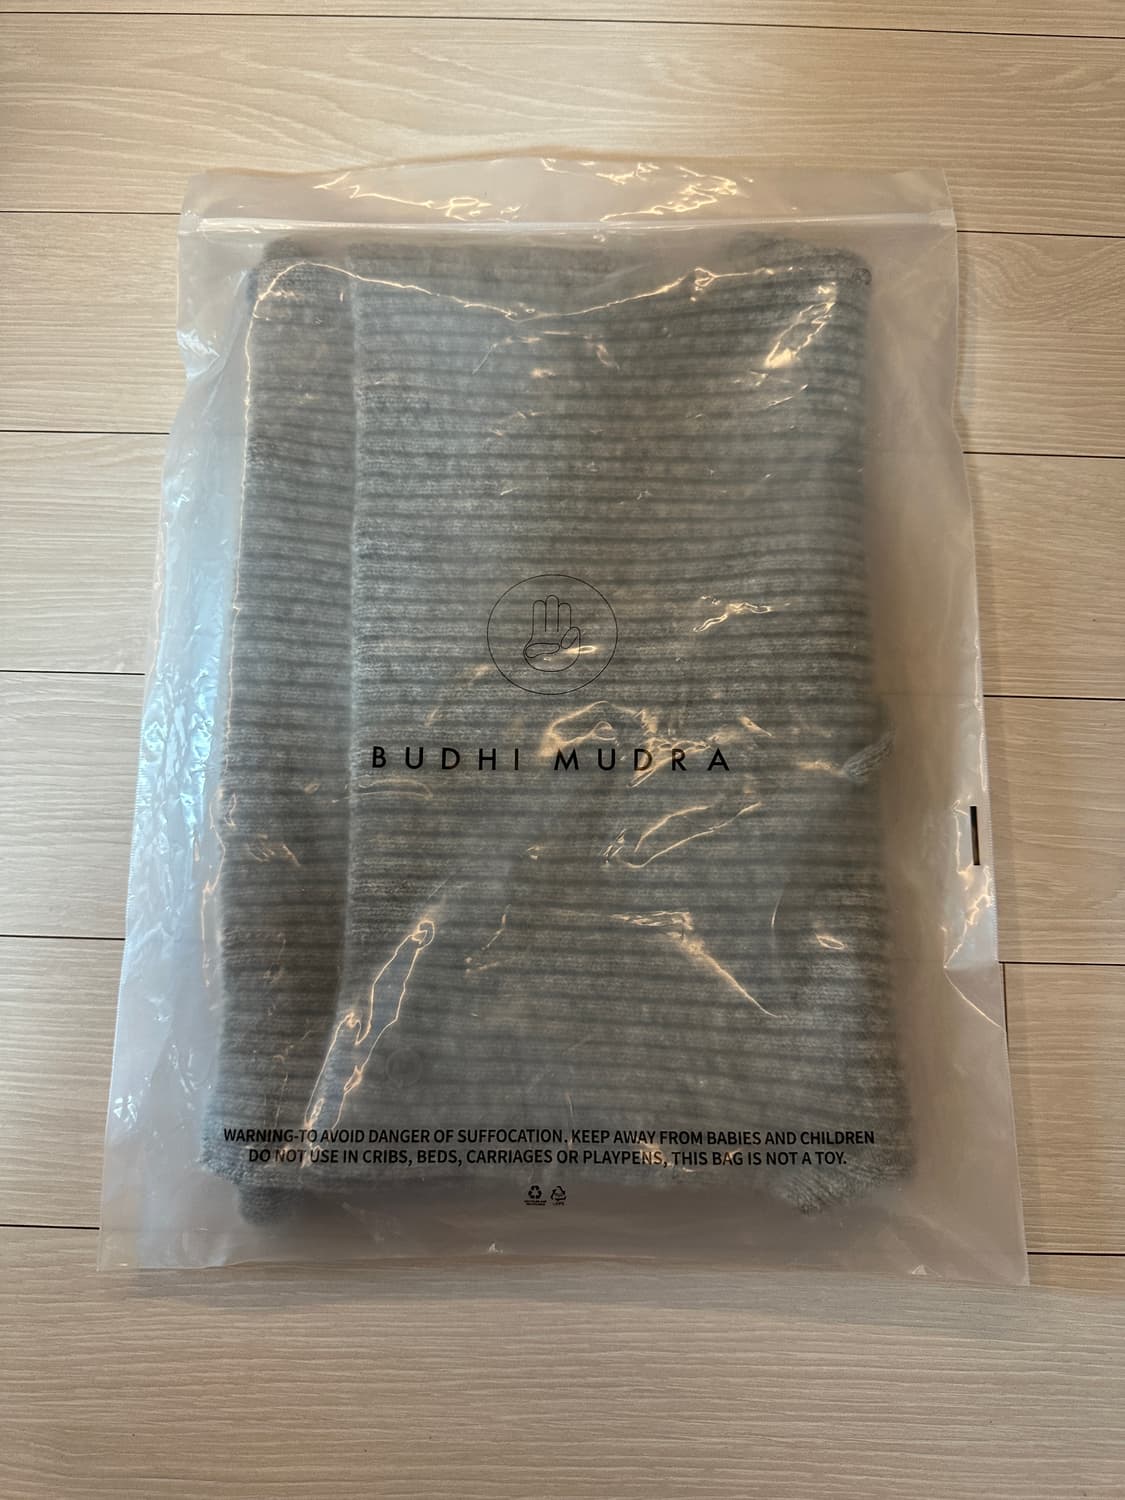 BUDHI MUDRA
WARNING-TO AVOID DANGER OF SUFFOCATION, KEEP AWAY FROM BABIES AND CHILDREN
DO NOT USE IN CRIBS, BEDS, CARRIAGES OR PLAYPENS, THIS BAG IS NOT A TOY.